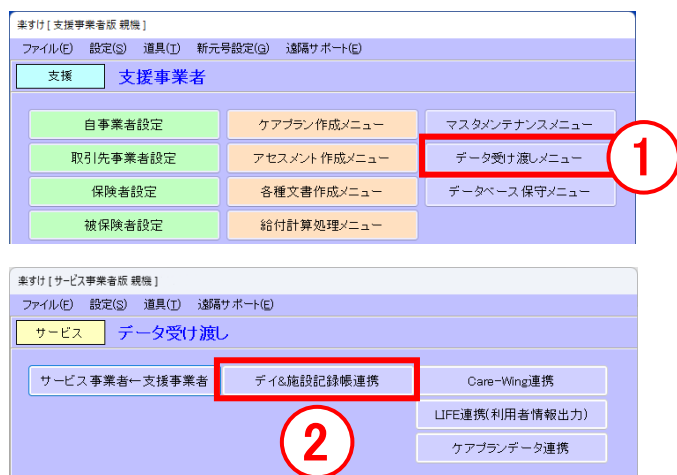 楽すけ [ 支援事業者版 親機 ]
ファイル(F) 設定(S) 道具(T) 新元号設定(G) 遠隔サポート(E)
支援 支援事業者
自事業者設定 ケアプラン作成メニュー マスタメンテナンスメニュー
取引先事業者設定 アセスメント作成メニュー データ受け渡しメニュー 1
保険者設定 各種文書作成メニュー データベース保守メニュー
被保険者設定 給付計算処理メニュー
楽すけ [ サービス事業者版 親機 ]
ファイル(F) 設定(S) 道具(T) 遠隔サポート(E)
サービス データ受け渡し
サービス事業者←支援事業者 デイ&施設記録帳連携 Care-Wing連携
LIFE連携(利用者情報出力)
2 ケアプランデータ連携